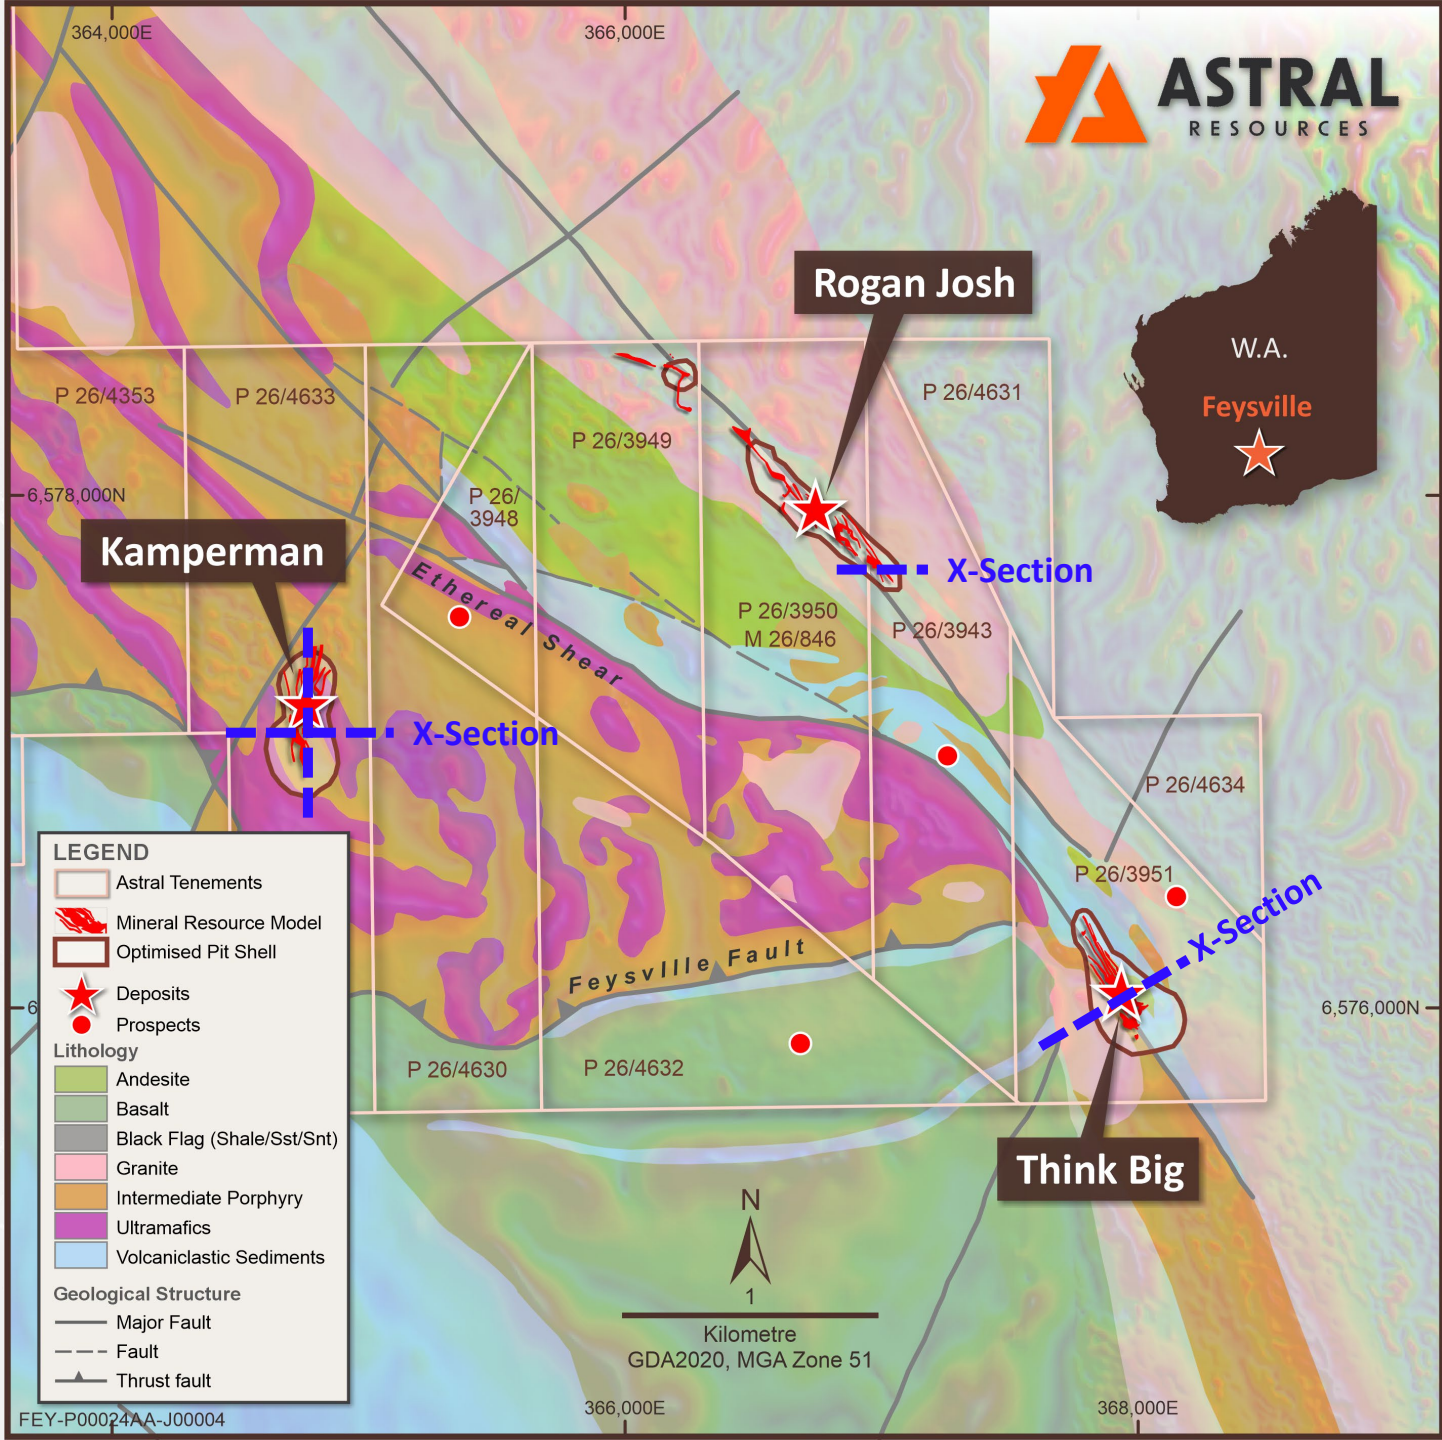 364,000E
366,000E
ASTRAL
RESOURCES
Rogan Josh
W.A.
Feysville
P 26/4353
P 26/4633
P 26/3949
P 26/4631
6,578,000N
P 26/
3948
Kamperman
Ethereal Shear
X-Section
P 26/3950
M 26/846
P 26/3943
X-Section
P 26/4634
P 26/3951
X-Section
Feysville Fault
6
6,576,000N
P 26/4630
P 26/4632
Think Big
LEGEND
Astral Tenements
Mineral Resource Model
Optimised Pit Shell
Deposits
Prospects
Lithology
Andesite
Basalt
Black Flag (Shale/Sst/Snt)
Granite
Intermediate Porphyry
Ultramafics
Volcaniclastic Sediments
Geological Structure
Major Fault
Fault
Thrust fault
N
1
Kilometre
GDA2020, MGA Zone 51
FEY-P00024AA-J00004
366,000E
368,000E